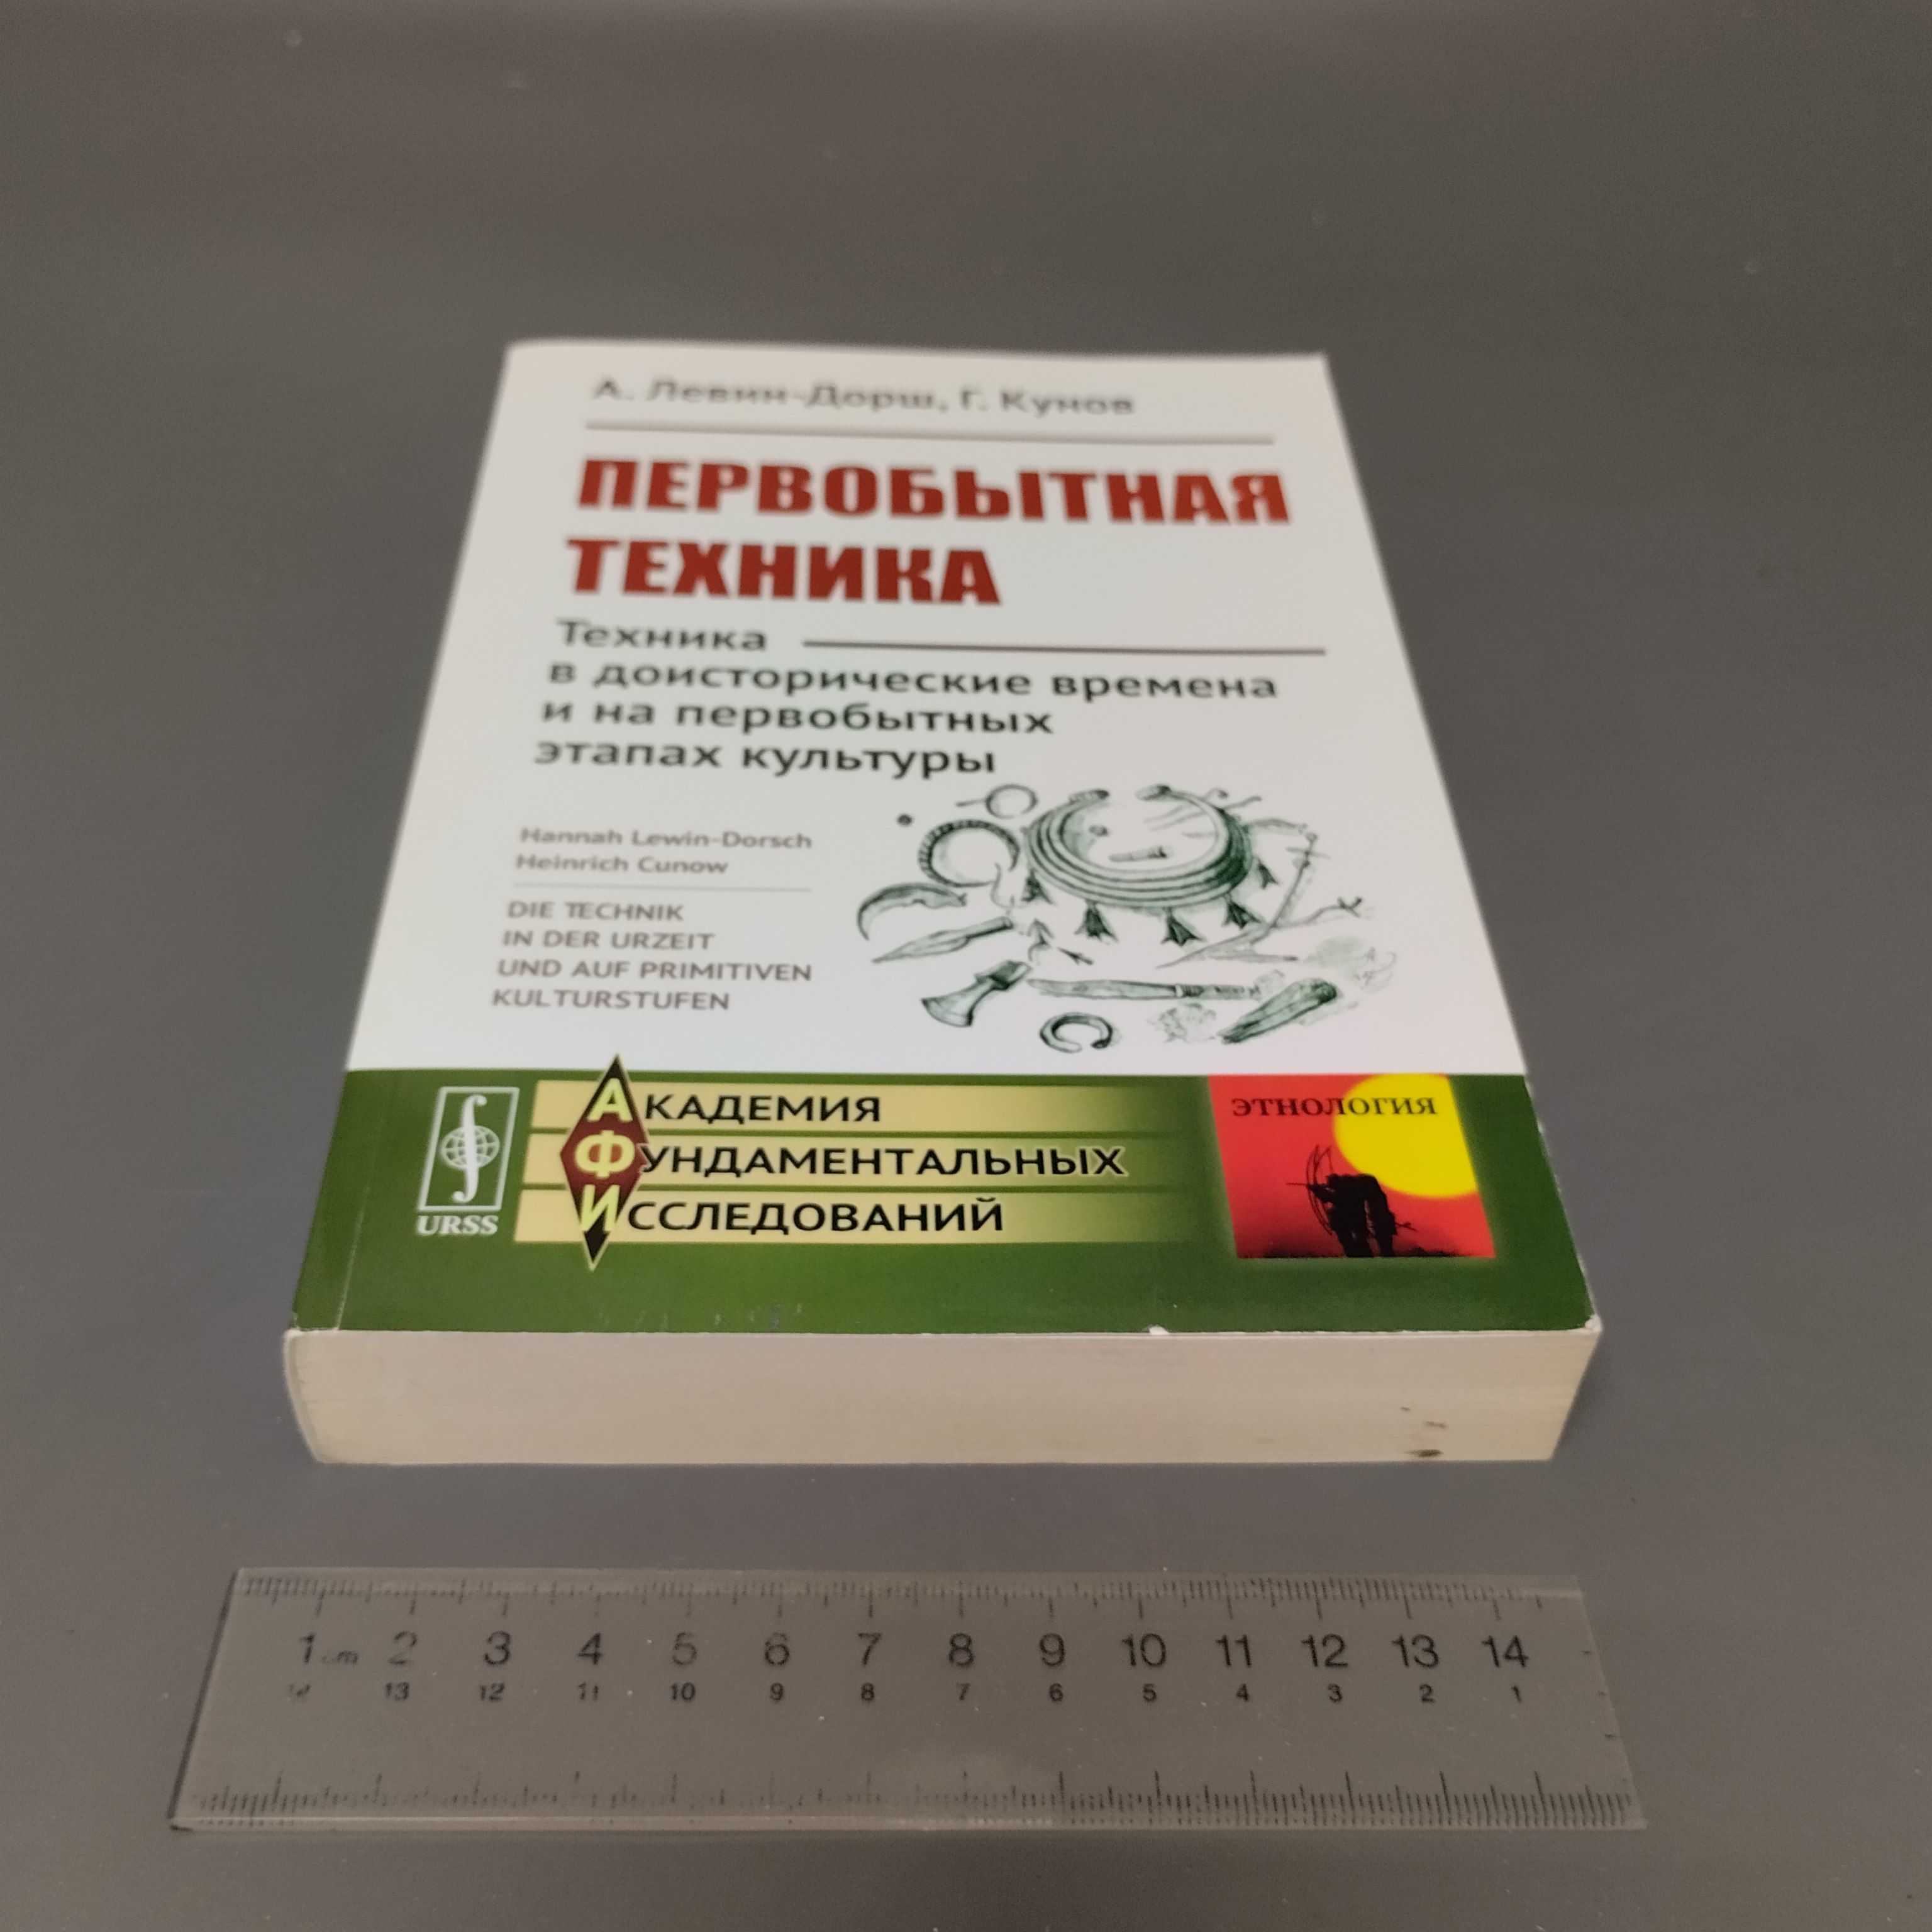 А. Левин-Дорш, Г. Кунов
ПЕРВОБЫТНАЯ
ТЕХНИКА
Техника
в доисторические времена
и на первобытных
этапах культуры
Hannah Lewin-Dorsch
Heinrich Cunow
DIE TECHNIK
IN DER URZEIT
UND AUF PRIMITIVEN
KULTURSTUFEN
URSS
АКАДЕМИЯ
ФУНДАМЕНТАЛЬНЫХ
ИССЛЕДОВАНИЙ
ЭТНОЛОГИЯ
1 cm 2 3 4 5 6 7 8 9 10 11 12 13 14
14 13 12 11 10 9 8 7 6 5 4 3 2 1